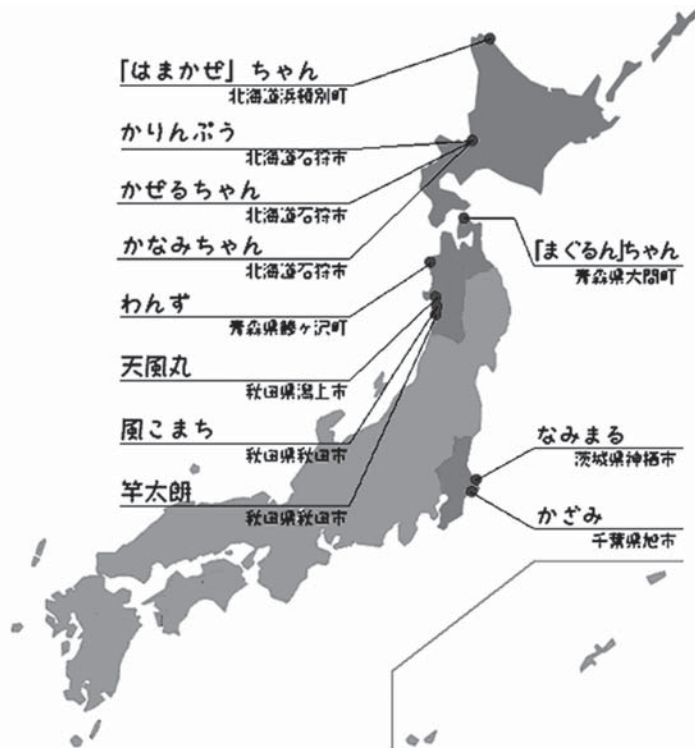 「はまかぜ」ちゃん
北海道浜頓別町
かりんぷう
北海道石狩市
かぜるちゃん
北海道石狩市
かなみちゃん
北海道石狩市
「まぐるん」ちゃん
青森県大間町
わんず
青森県鰺ヶ沢町
天風丸
秋田県潟上市
風こまち
秋田県秋田市
竿太朗
秋田県秋田市
なみまる
茨城県神栖市
かざみ
千葉県旭市